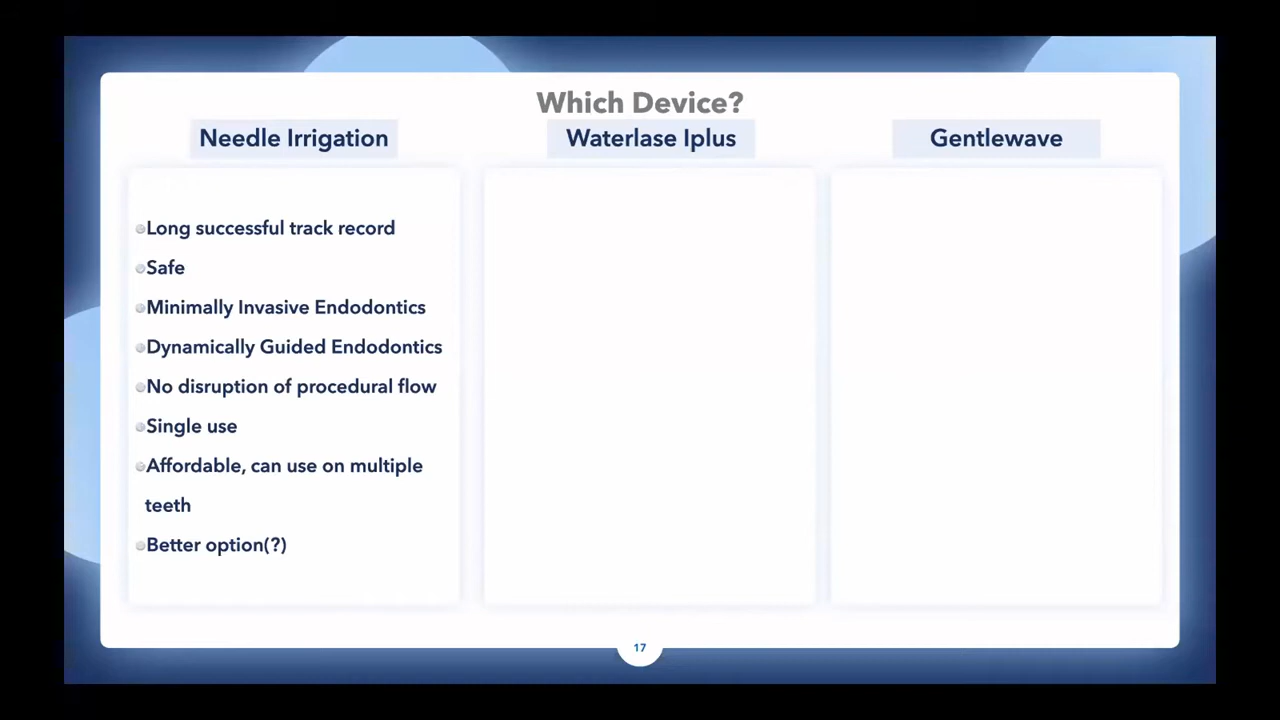 Which Device?
Needle Irrigation
Waterlase Iplus
Gentlewave
Long successful track record
Safe
Minimally Invasive Endodontics
Dynamically Guided Endodontics
No disruption of procedural flow
Single use
Affordable, can use on multiple
teeth
Better option(?)
17